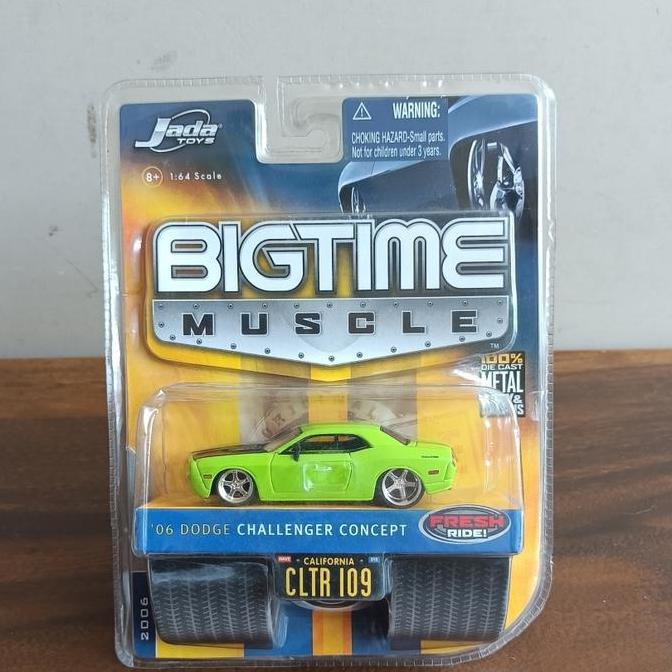 Jada
TOYS
WARNING:
CHOKING HAZARD-Small parts.
Not for children under 3 years.
8+ 1:64 Scale
BIGTIME
MUSCLE
TM
100%
DIE CAST
METAL
'06 DODGE CHALLENGER CONCEPT
FRESH
RIDE!
CALIFORNIA
CLTR 109
2006